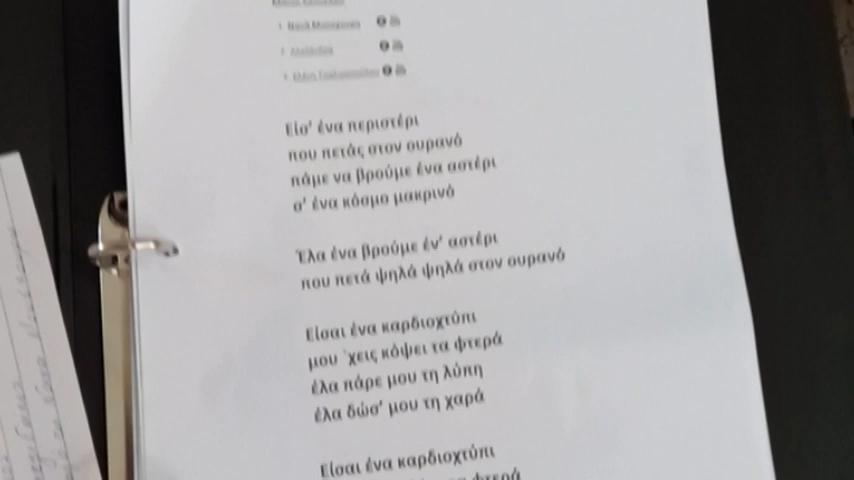 Είσ' ένα περιστέρι
που πετάς στον ουρανό
πάμε να βρούμε ένα αστέρι
σ' ένα κόσμο μακρινό
Έλα ένα βρούμε έν' αστέρι
που πετά ψηλά ψηλά στον ουρανό
Είσαι ένα καρδιοχτύπι
μου `χεις κόψει τα φτερά
έλα πάρε μου τη λύπη
έλα δώσ' μου τη χαρά
Είσαι ένα καρδιοχτύπι
φτερά